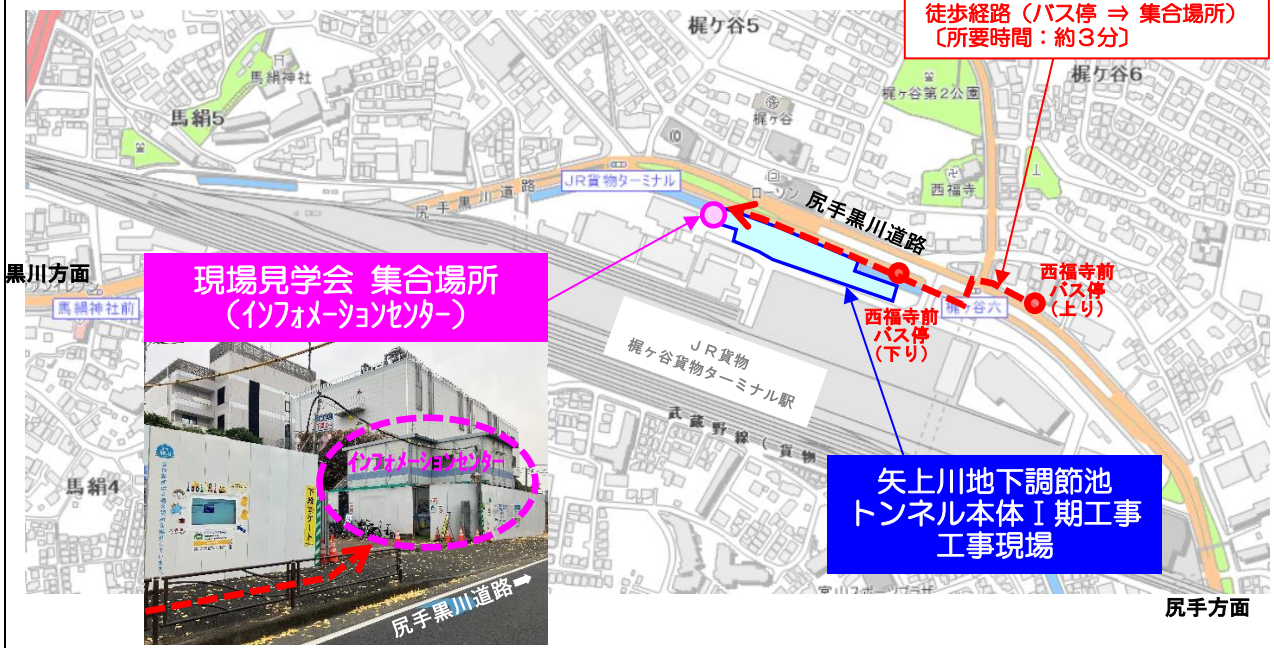 徒歩経路（バス停 ⇒ 集合場所）
〔所要時間：約３分〕
梶ケ谷5
梶ケ谷6
馬絹神社
馬絹5
梶ヶ谷第２公園
梶ヶ谷
JR貨物ターミナル
ローソン
西福寺
尻手黒川道路
尻手黒川道路
黒川方面
馬絹神社前
現場見学会 集合場所
（インフォメーションセンター）
西福寺前
バス停
（上り）
梶ケ谷六
西福寺前
バス停
（下り）
ＪＲ貨物
梶ヶ谷貨物ターミナル駅
武蔵野線（貨物
インフォメーションセンター
馬絹4
矢上川地下調節池
トンネル本体Ⅰ期工事
工事現場
尻手黒川道路➡
尻手方面